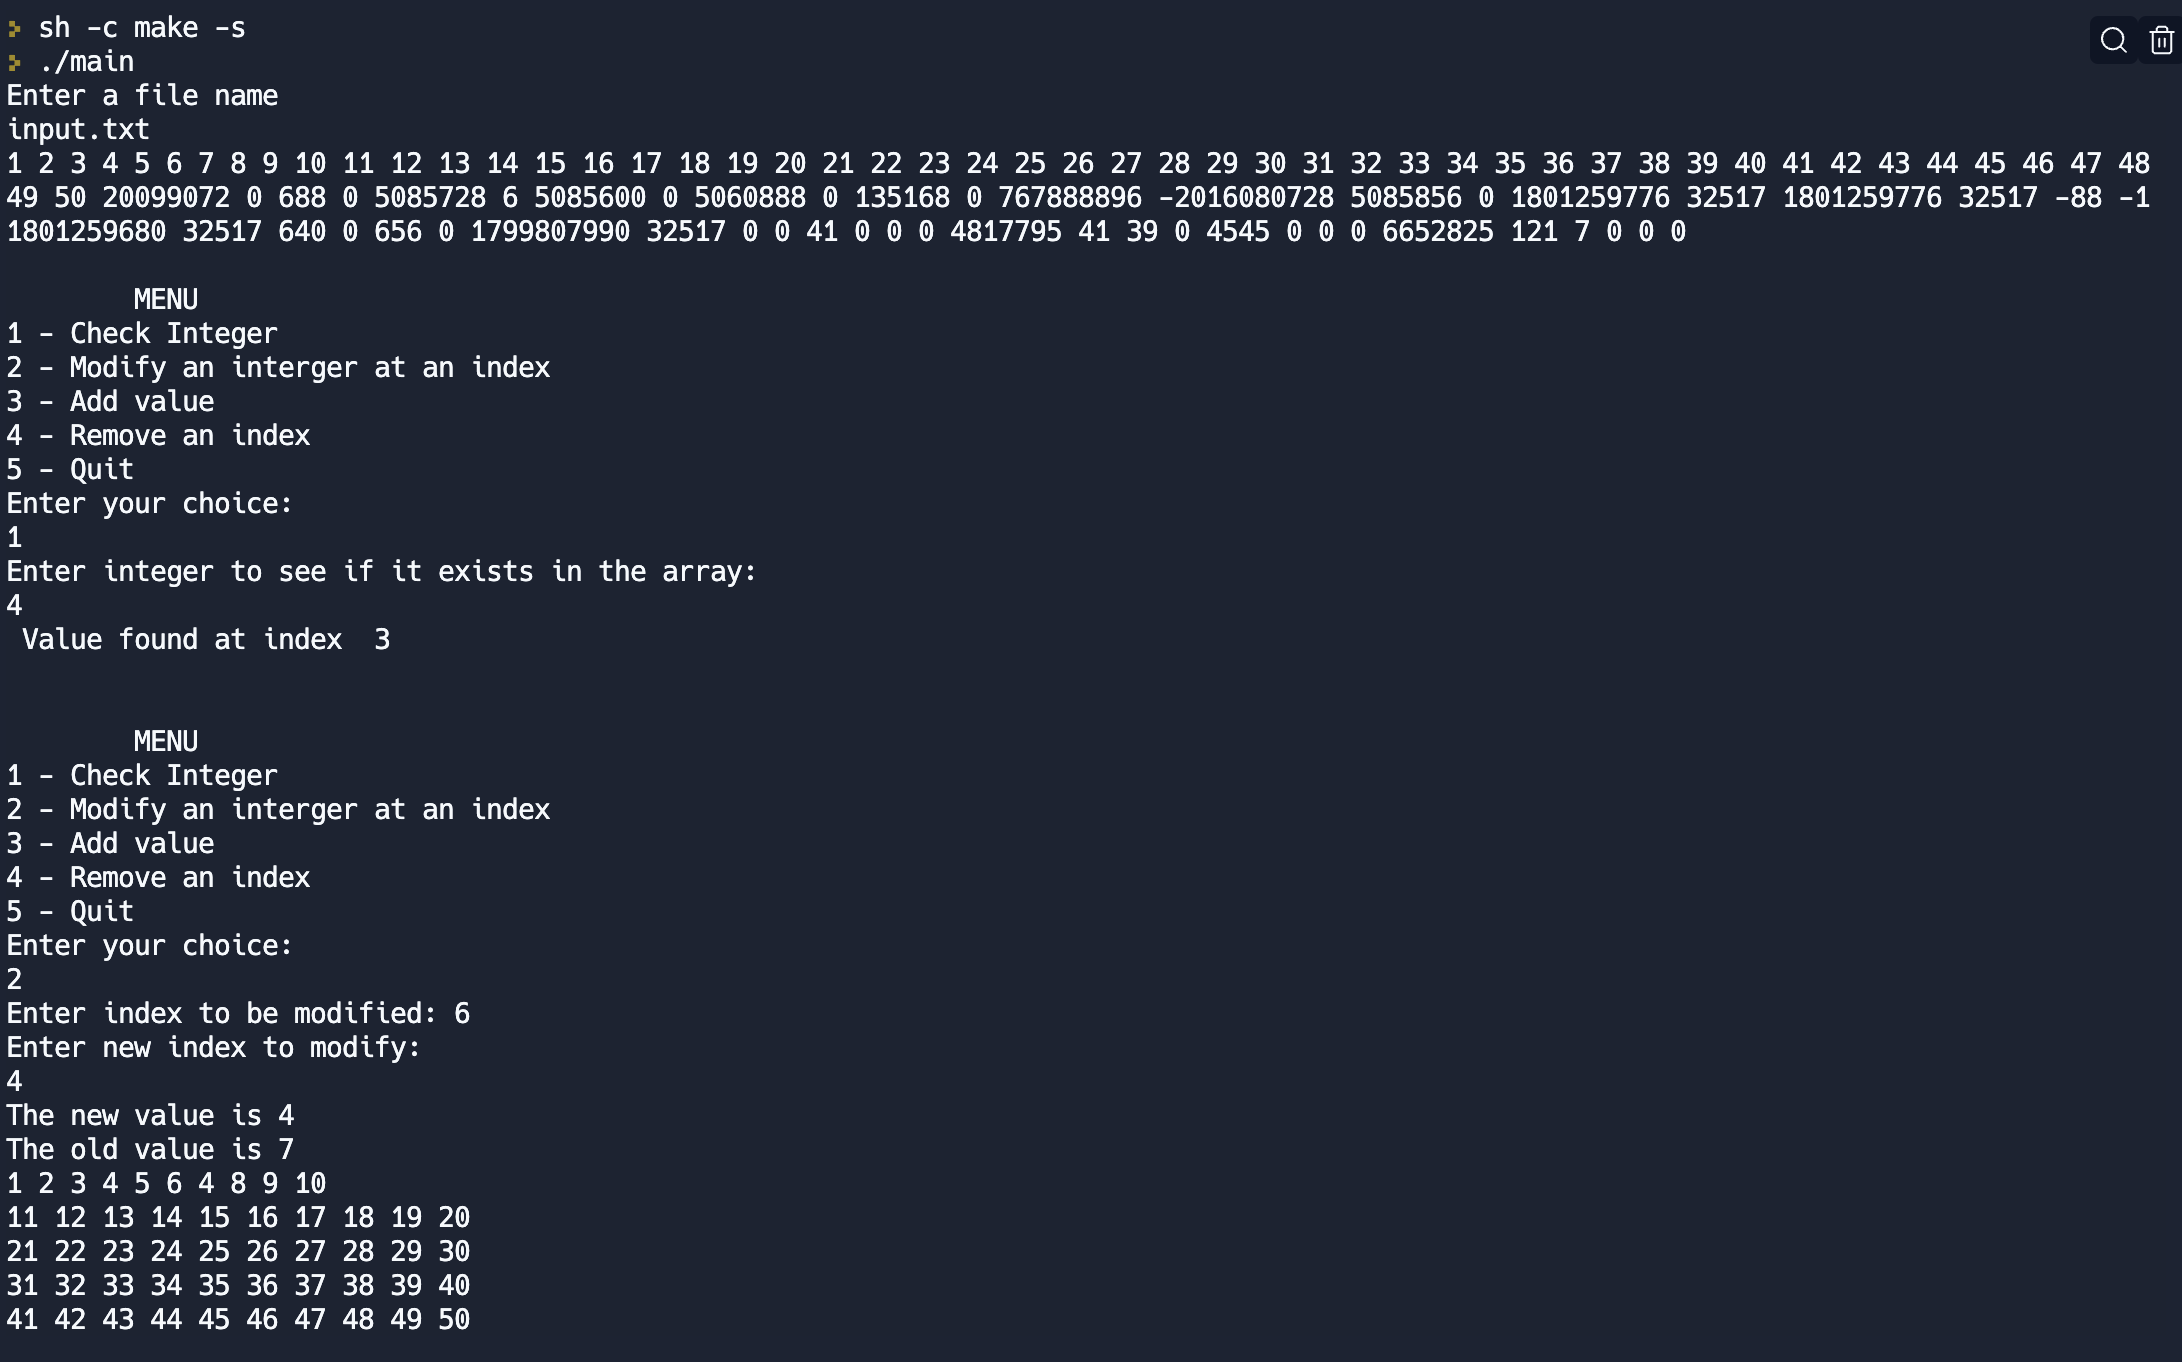 sh -c make -s
./main
Enter a file name
input.txt
1 2 3 4 5 6 7 8 9 10 11 12 13 14 15 16 17 18 19 20 21 22 23 24 25 26 27 28 29 30 31 32 33 34 35 36 37 38 39 40 41 42 43 44 45 46 47 48
49 50 20099072 0 688 0 5085728 6 5085600 0 5060888 0 135168 0 767888896 -2016080728 5085856 0 1801259776 32517 1801259776 32517 -88 -1
1801259680 32517 640 0 656 0 1799807990 32517 0 0 41 0 0 0 4817795 41 39 0 4545 0 0 0 6652825 121 7 0 0 0
MENU
1 - Check Integer
2 - Modify an interger at an index
3 - Add value
4 - Remove an index
5 - Quit
Enter your choice:
1
Enter integer to see if it exists in the array:
4
Value found at index  3
MENU
1 - Check Integer
2 - Modify an interger at an index
3 - Add value
4 - Remove an index
5 - Quit
Enter your choice:
2
Enter index to be modified: 6
Enter new index to modify:
4
The new value is 4
The old value is 7
1 2 3 4 5 6 4 8 9 10
11 12 13 14 15 16 17 18 19 20
21 22 23 24 25 26 27 28 29 30
31 32 33 34 35 36 37 38 39 40
41 42 43 44 45 46 47 48 49 50